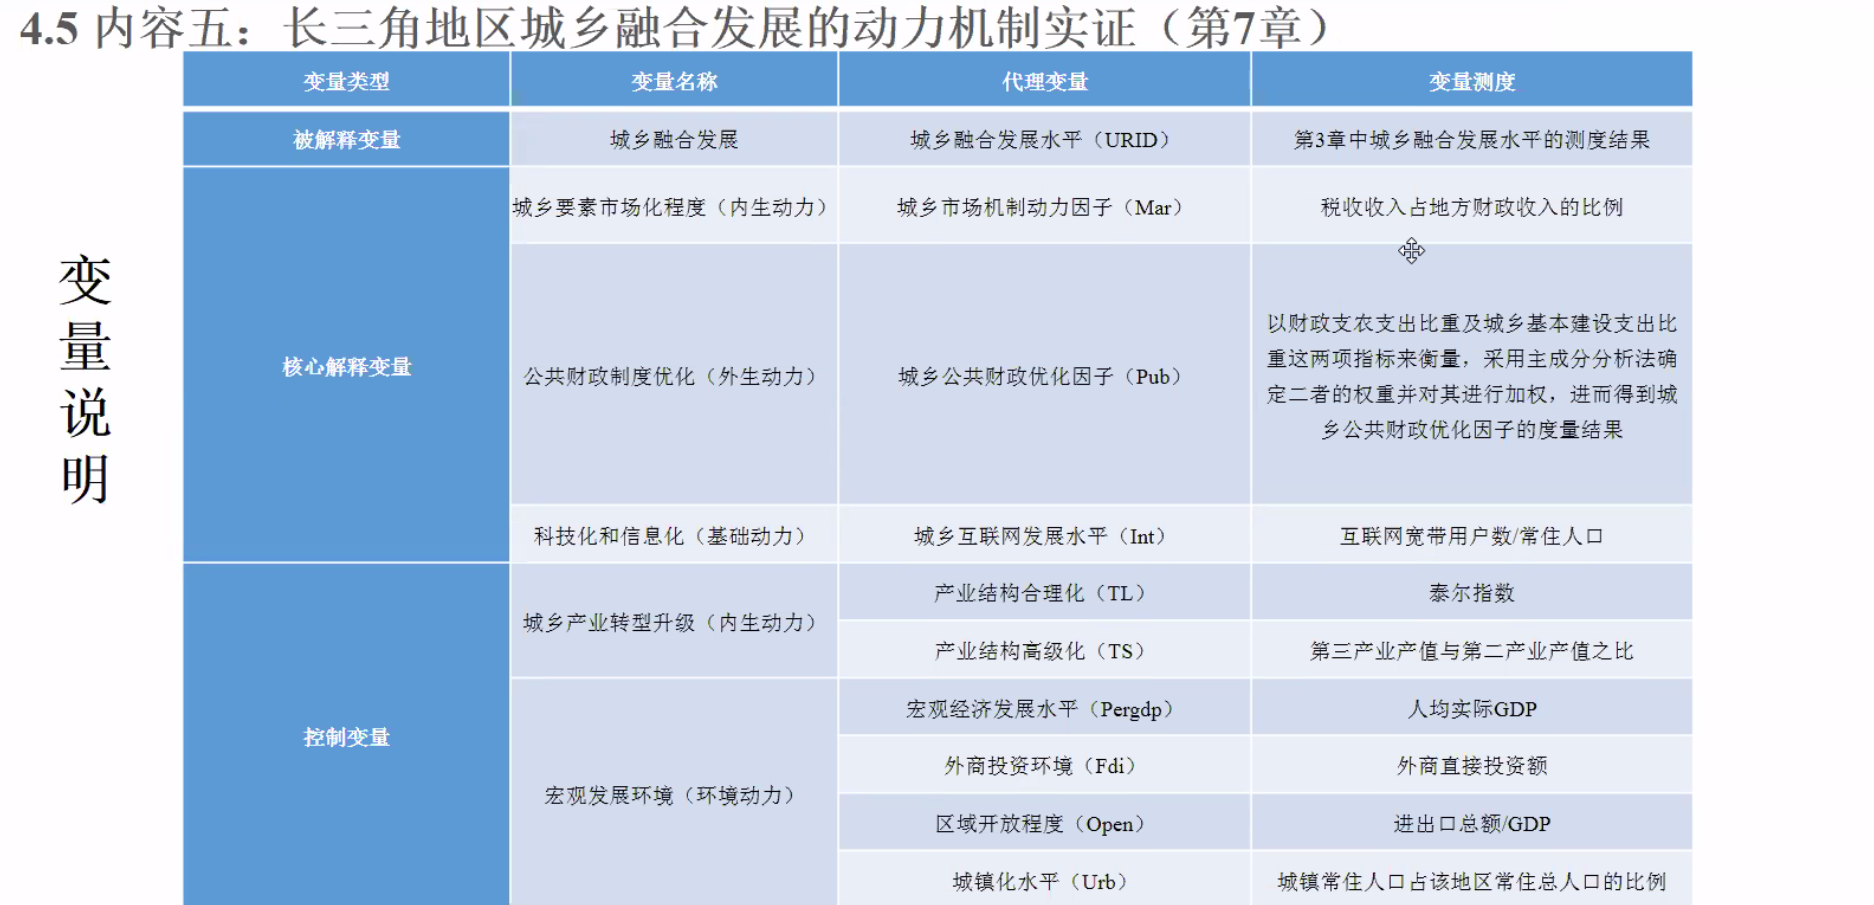 4.5 内容五：长三角地区城乡融合发展的动力机制实证（第7章）
变量说明
变量类型 变量名称 代理变量 变量测度
被解释变量 城乡融合发展 城乡融合发展水平（URID） 第3章中城乡融合发展水平的测度结果
核心解释变量
城乡要素市场化程度（内生动力） 城乡市场机制动力因子（Mar） 税收收入占地方财政收入的比例
公共财政制度优化（外生动力） 城乡公共财政优化因子（Pub）
以财政支农支出比重及城乡基本建设支出比
重这两项指标来衡量，采用主成分分析法确
定二者的权重并对其进行加权，进而得到城
乡公共财政优化因子的度量结果
科技化和信息化（基础动力） 城乡互联网发展水平（Int） 互联网宽带用户数/常住人口
控制变量
城乡产业转型升级（内生动力）
产业结构合理化（TL） 泰尔指数
产业结构高级化（TS） 第三产业产值与第二产业产值之比
宏观发展环境（环境动力）
宏观经济发展水平（Pergdp） 人均实际GDP
外商投资环境（Fdi） 外商直接投资额
区域开放程度（Open） 进出口总额/GDP
城镇化水平（Urb） 城镇常住人口占该地区常住总人口的比例